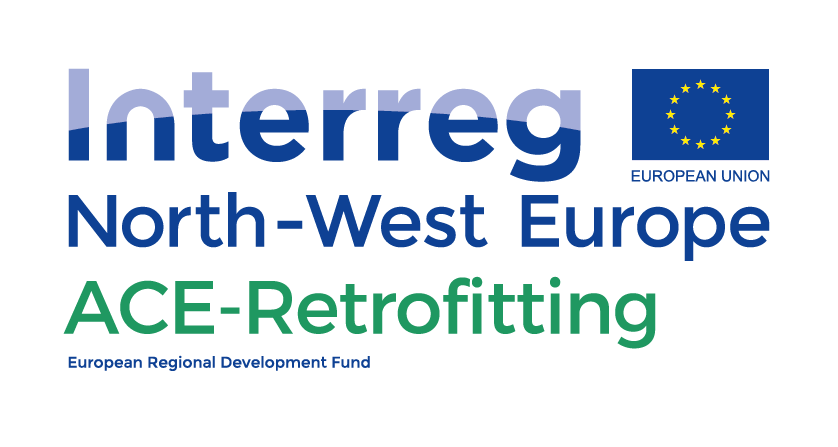 Interreg
EUROPEAN UNION
North-West Europe
ACE-Retrofitting
European Regional Development Fund